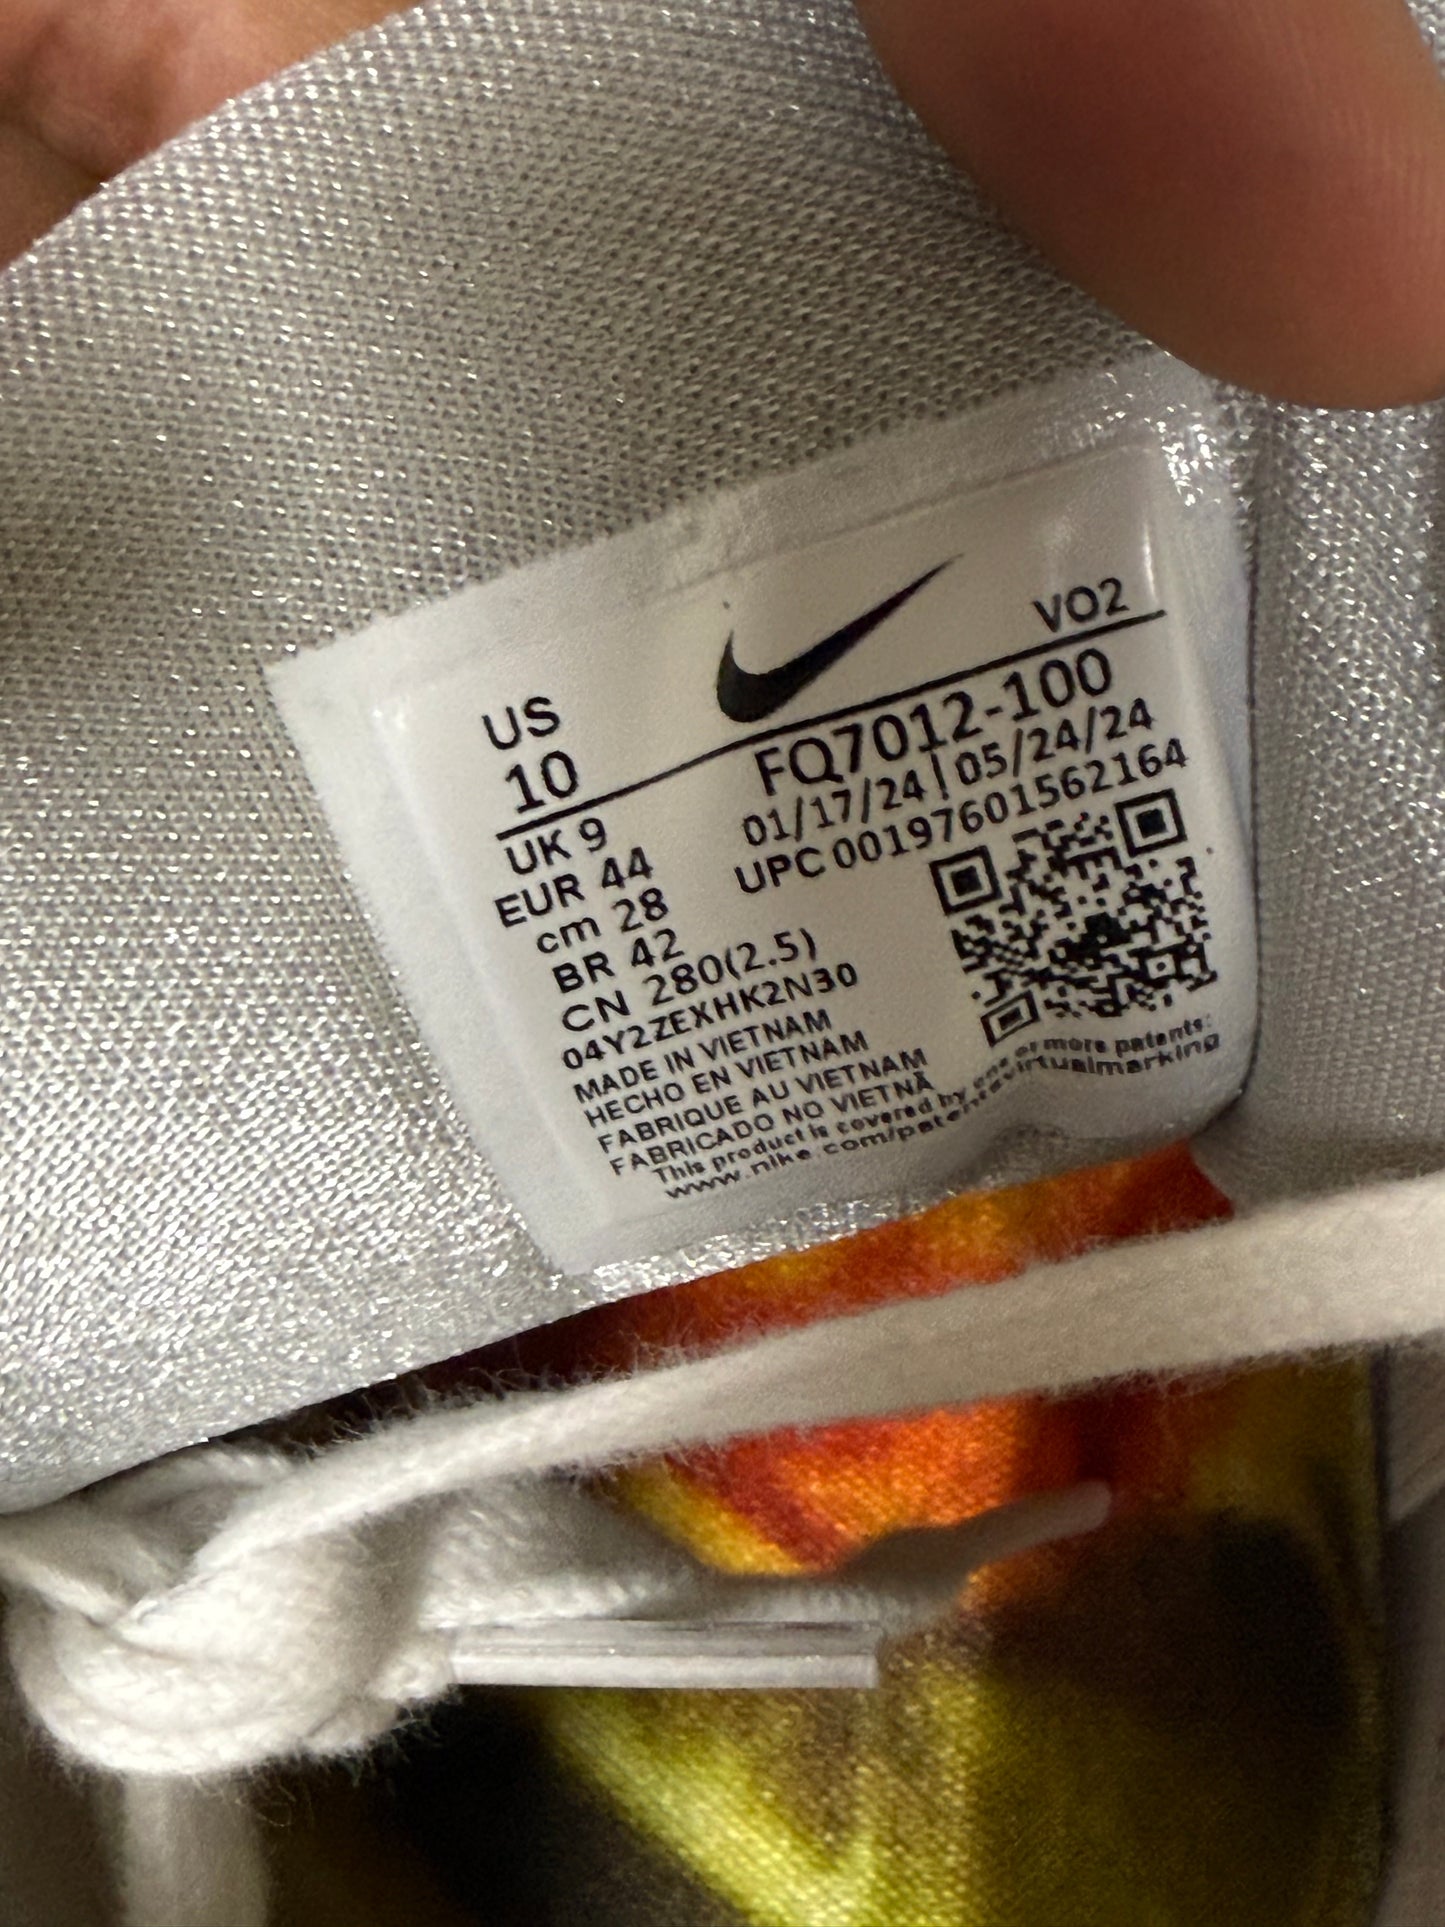 VO2
US
10
FQ7012-100
01/17/24 | 05/24/24
UPC 00197601562164
UK 9
EUR 44
cm 28
BR 42
CN 280(2.5)
04Y2ZEXHK2N30
MADE IN VIETNAM
HECHO EN VIETNAM
FABRIQUE AU VIETNAM
FABRICADO NO VIETNÃ
This product is covered by one or more patents:
www.nike.com/patents virtualmarking